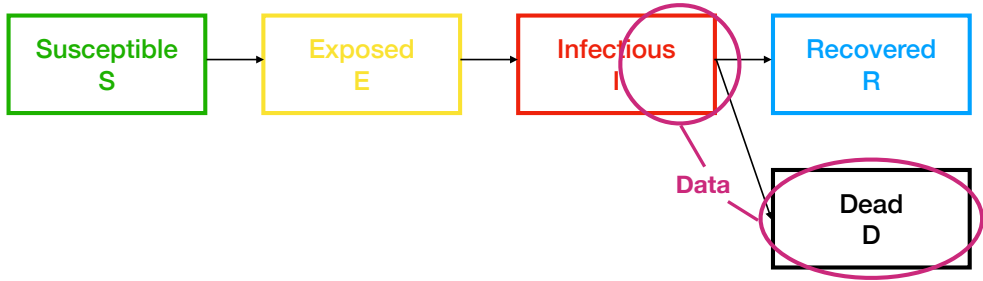 Susceptible
S
Exposed
E
Infectious
I
Recovered
R
Data
Dead
D